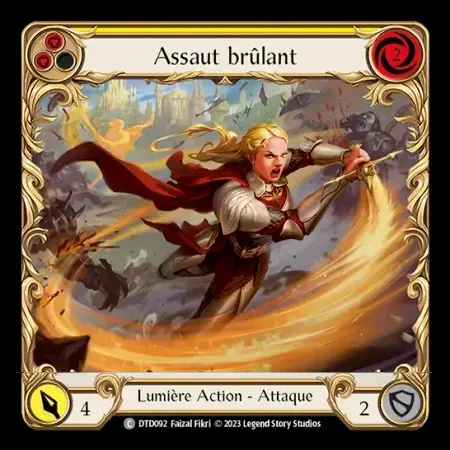 Assaut brûlant
2
Lumière Action - Attaque
4
2
C DTD092 Faizal Fikri © 2023 Legend Story Studios